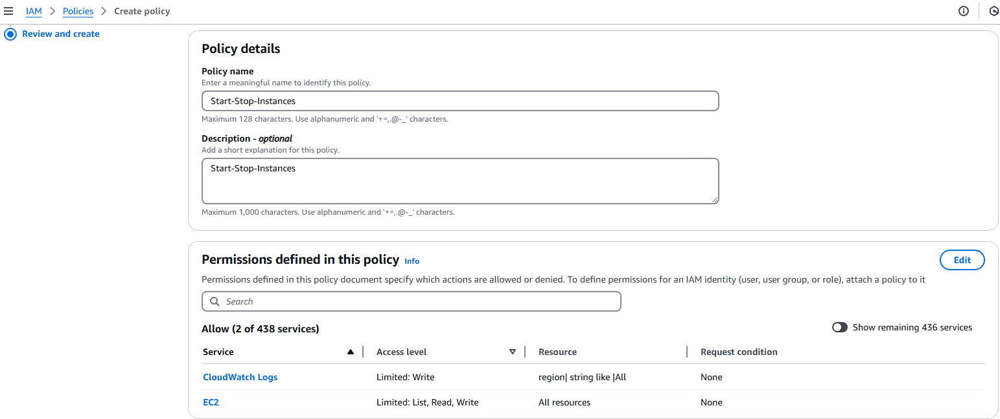 IAM > Policies > Create policy
Review and create
Policy details
Policy name
Enter a meaningful name to identify this policy.
Start-Stop-Instances
Maximum 128 characters. Use alphanumeric and '+=,.@-_' characters.
Description - optional
Add a short explanation for this policy.
Start-Stop-Instances
Maximum 1,000 characters. Use alphanumeric and '+=,.@-_' characters.
Permissions defined in this policy Info
Edit
Permissions defined in this policy document specify which actions are allowed or denied. To define permissions for an IAM identity (user, user group, or role), attach a policy to it
Search
Allow (2 of 438 services)
Show remaining 436 services
Service Access level Resource Request condition
CloudWatch Logs Limited: Write region| string like |All None
EC2 Limited: List, Read, Write All resources None